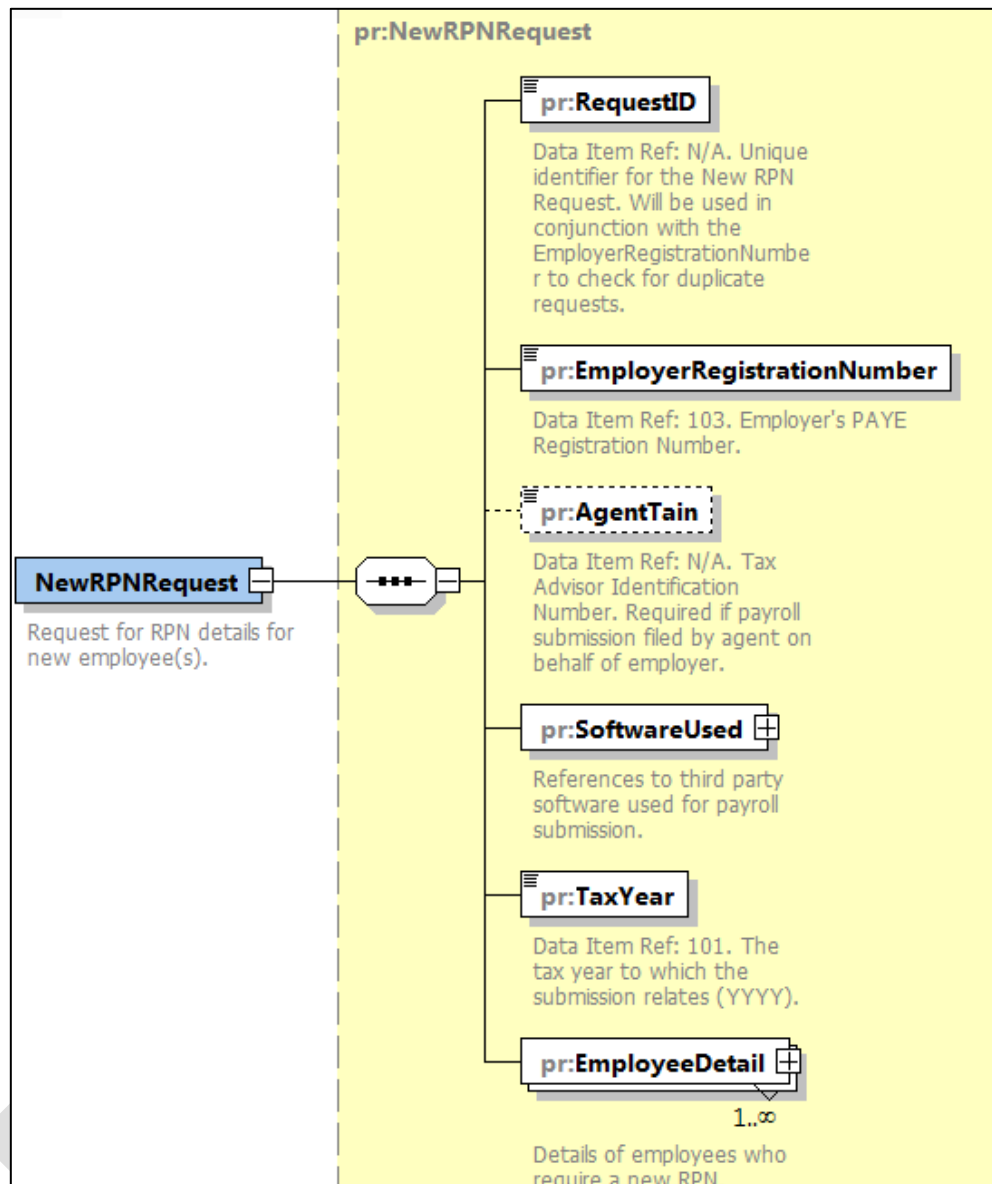 pr:NewRPNRequest
pr:RequestID
Data Item Ref: N/A. Unique
identifier for the New RPN
Request. Will be used in
conjunction with the
EmployerRegistrationNumbe
r to check for duplicate
requests.
pr:EmployerRegistrationNumber
Data Item Ref: 103. Employer's PAYE
Registration Number.
pr:AgentTain
Data Item Ref: N/A. Tax
Advisor Identification
Number. Required if payroll
submission filed by agent on
behalf of employer.
NewRPNRequest
Request for RPN details for
new employee(s).
pr:SoftwareUsed
References to third party
software used for payroll
submission.
pr:TaxYear
Data Item Ref: 101. The
tax year to which the
submission relates (YYYY).
pr:EmployeeDetail
1..∞
Details of employees who
require a new RPN